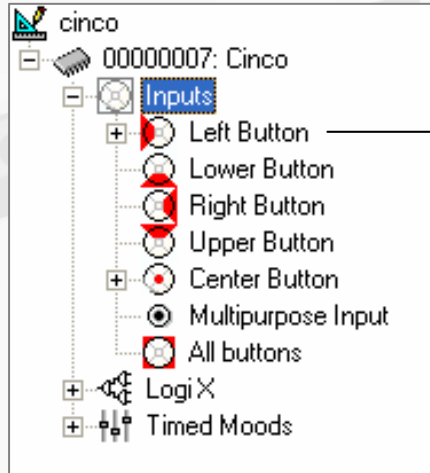 cinco
00000007: Cinco
Inputs
Left Button
Lower Button
Right Button
Upper Button
Center Button
Multipurpose Input
All buttons
LogiX
Timed Moods